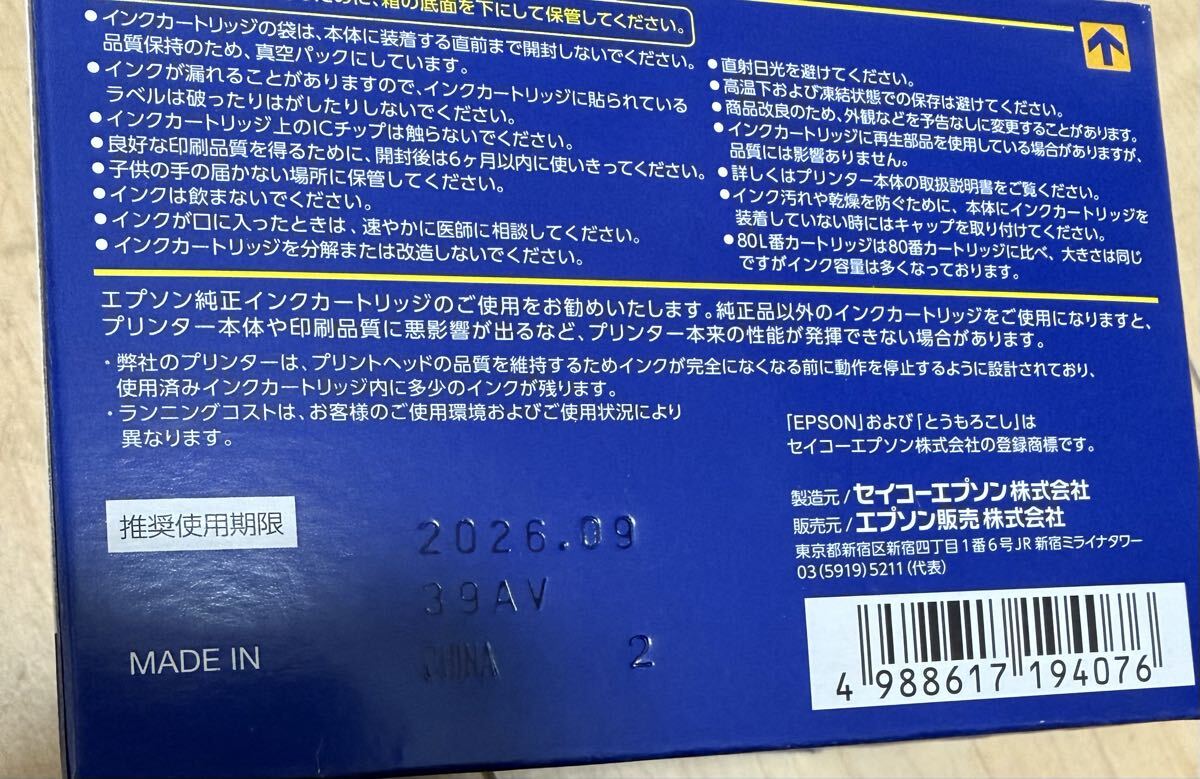 ために、箱の底面を下にして保管してください。
●インクカートリッジの袋は、本体に装着する直前まで開封しないでください。
品質保持のため、真空パックにしています。
●インクが漏れることがありますので、インクカートリッジに貼られている
ラベルは破ったりはがしたりしないでください。
●インクカートリッジ上のICチップは触らないでください。
●良好な印刷品質を得るために、開封後は6ヶ月以内に使いきってください。
●子供の手の届かない場所に保管してください。
●インクは飲まないでください。
●インクが口に入ったときは、速やかに医師に相談してください。
●インクカートリッジを分解または改造しないでください。
●直射日光を避けてください。
●高温下および凍結状態での保存は避けてください。
●商品改良のため、外観などを予告なしに変更することがあります。
●インクカートリッジに再生部品を使用している場合がありますが、
品質には影響ありません。
●詳しくはプリンター本体の取扱説明書をご覧ください。
●インク汚れや乾燥を防ぐために、本体にインクカートリッジを
装着していない時にはキャップを取り付けてください。
●80L番カートリッジは80番カートリッジに比べ、大きさは同じ
ですがインク容量は多くなっております。
エプソン純正インクカートリッジのご使用をお勧めいたします。純正品以外のインクカートリッジをご使用になりますと、
プリンター本体や印刷品質に悪影響が出るなど、プリンター本来の性能が発揮できない場合があります。
・弊社のプリンターは、プリントヘッドの品質を維持するためインクが完全になくなる前に動作を停止するように設計されており、
使用済みインクカートリッジ内に多少のインクが残ります。
・ランニングコストは、お客様のご使用環境およびご使用状況により
異なります。
「EPSON」および「とうもろこし」は
セイコーエプソン株式会社の登録商標です。
製造元/セイコーエプソン株式会社
販売元/エプソン販売株式会社
東京都新宿区新宿四丁目1番6号JR新宿ミライナタワー
03(5919)5211(代表)
推奨使用期限
2026.09
39AV
MADE IN
CHINA
2
4 988617 194076